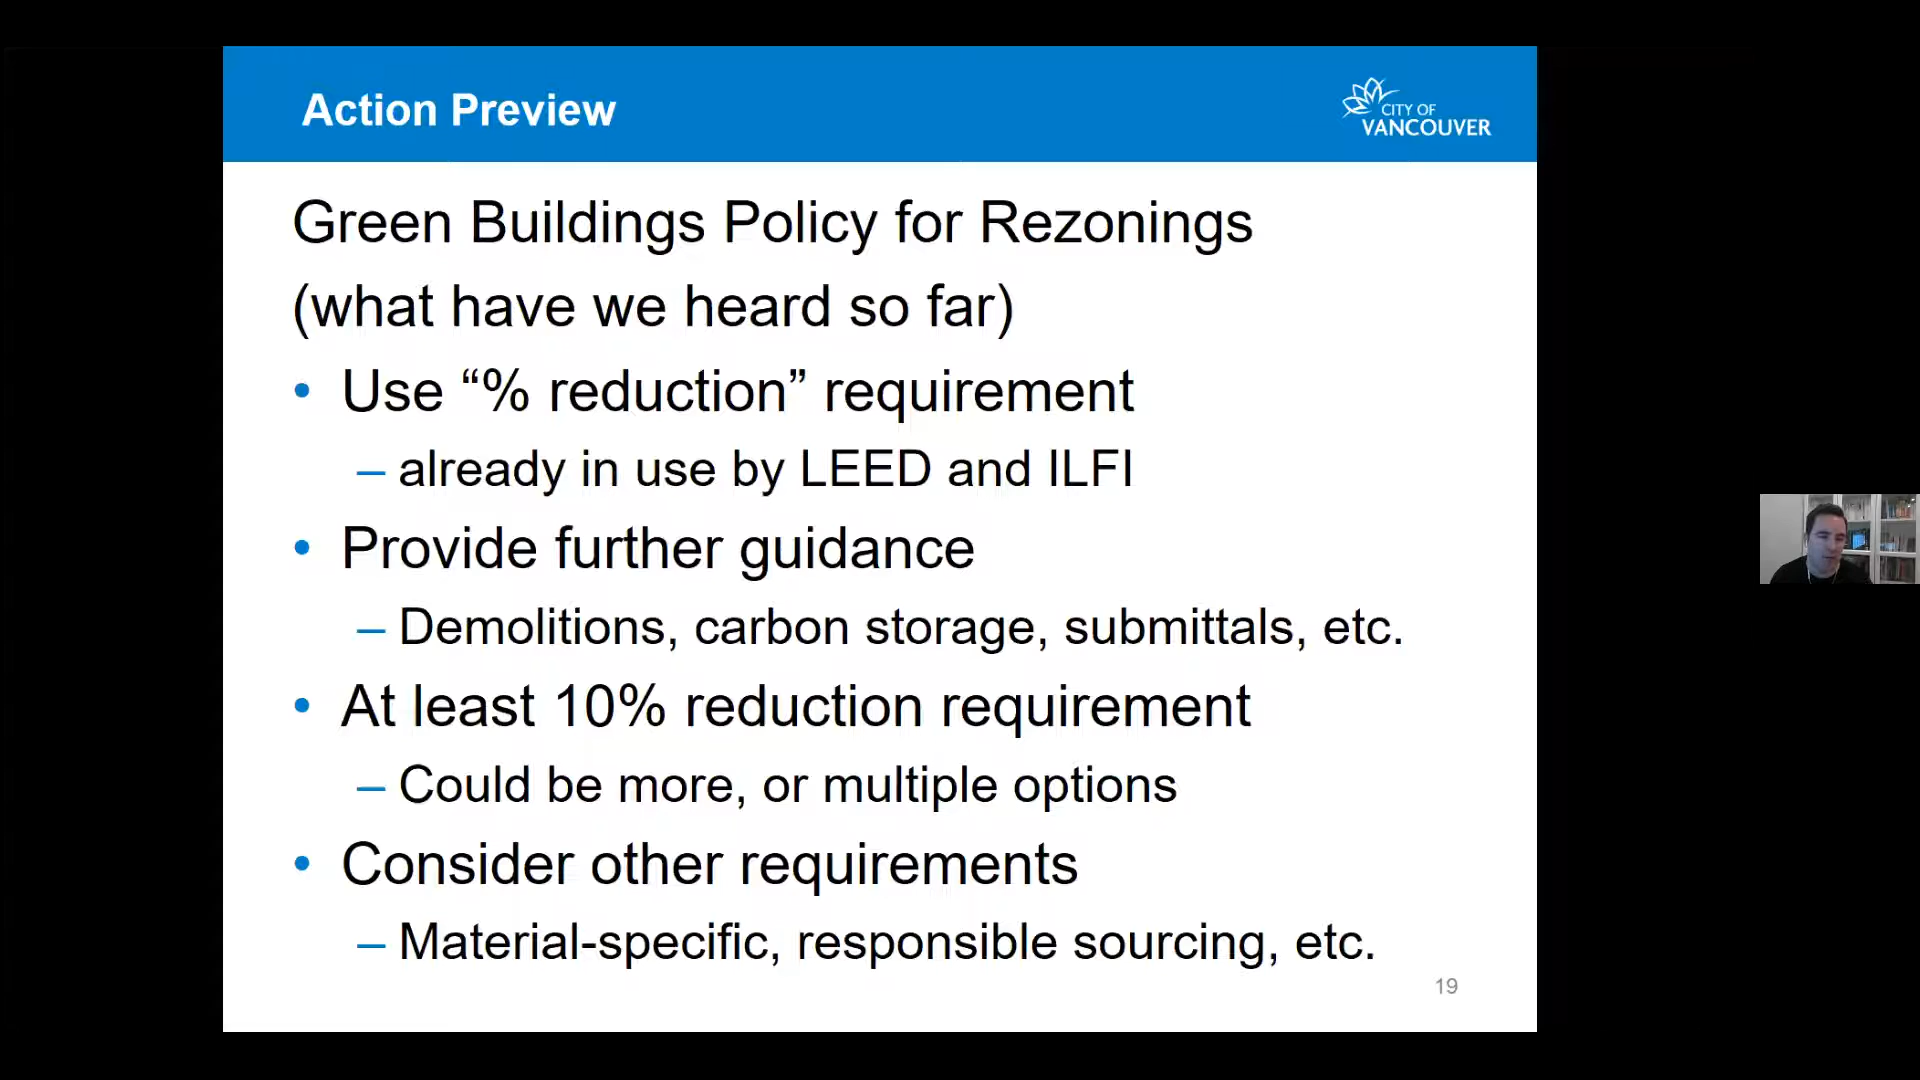 Action Preview
CITY OF
VANCOUVER
Green Buildings Policy for Rezonings
(what have we heard so far)
• Use “% reduction” requirement
– already in use by LEED and ILFI
• Provide further guidance
– Demolitions, carbon storage, submittals, etc.
• At least 10% reduction requirement
– Could be more, or multiple options
• Consider other requirements
– Material-specific, responsible sourcing, etc.
19